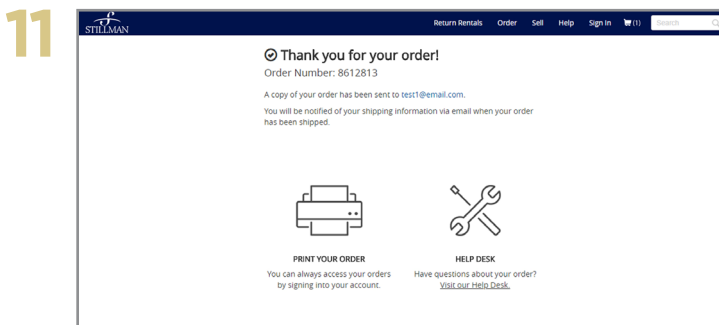 11
STILLMAN
Return Rentals Order Sell Help Sign In (1) Search
Thank you for your order!
Order Number: 8612813
A copy of your order has been sent to test1@email.com.
You will be notified of your shipping information via email when your order
has been shipped.
PRINT YOUR ORDER
You can always access your orders
by signing into your account.
HELP DESK
Have questions about your order?
Visit our Help Desk.